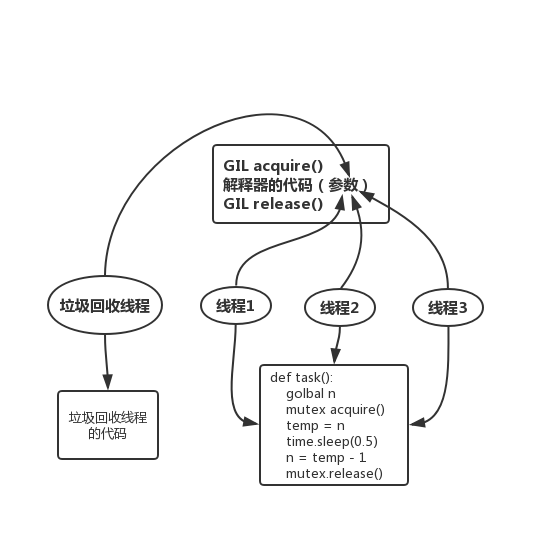 GIL acquire()
解释器的代码（参数）
GIL release()
垃圾回收线程
线程1
线程2
线程3
垃圾回收线程
的代码
def task():
golbal n
mutex acquire()
temp = n
time.sleep(0.5)
n = temp - 1
mutex.release()